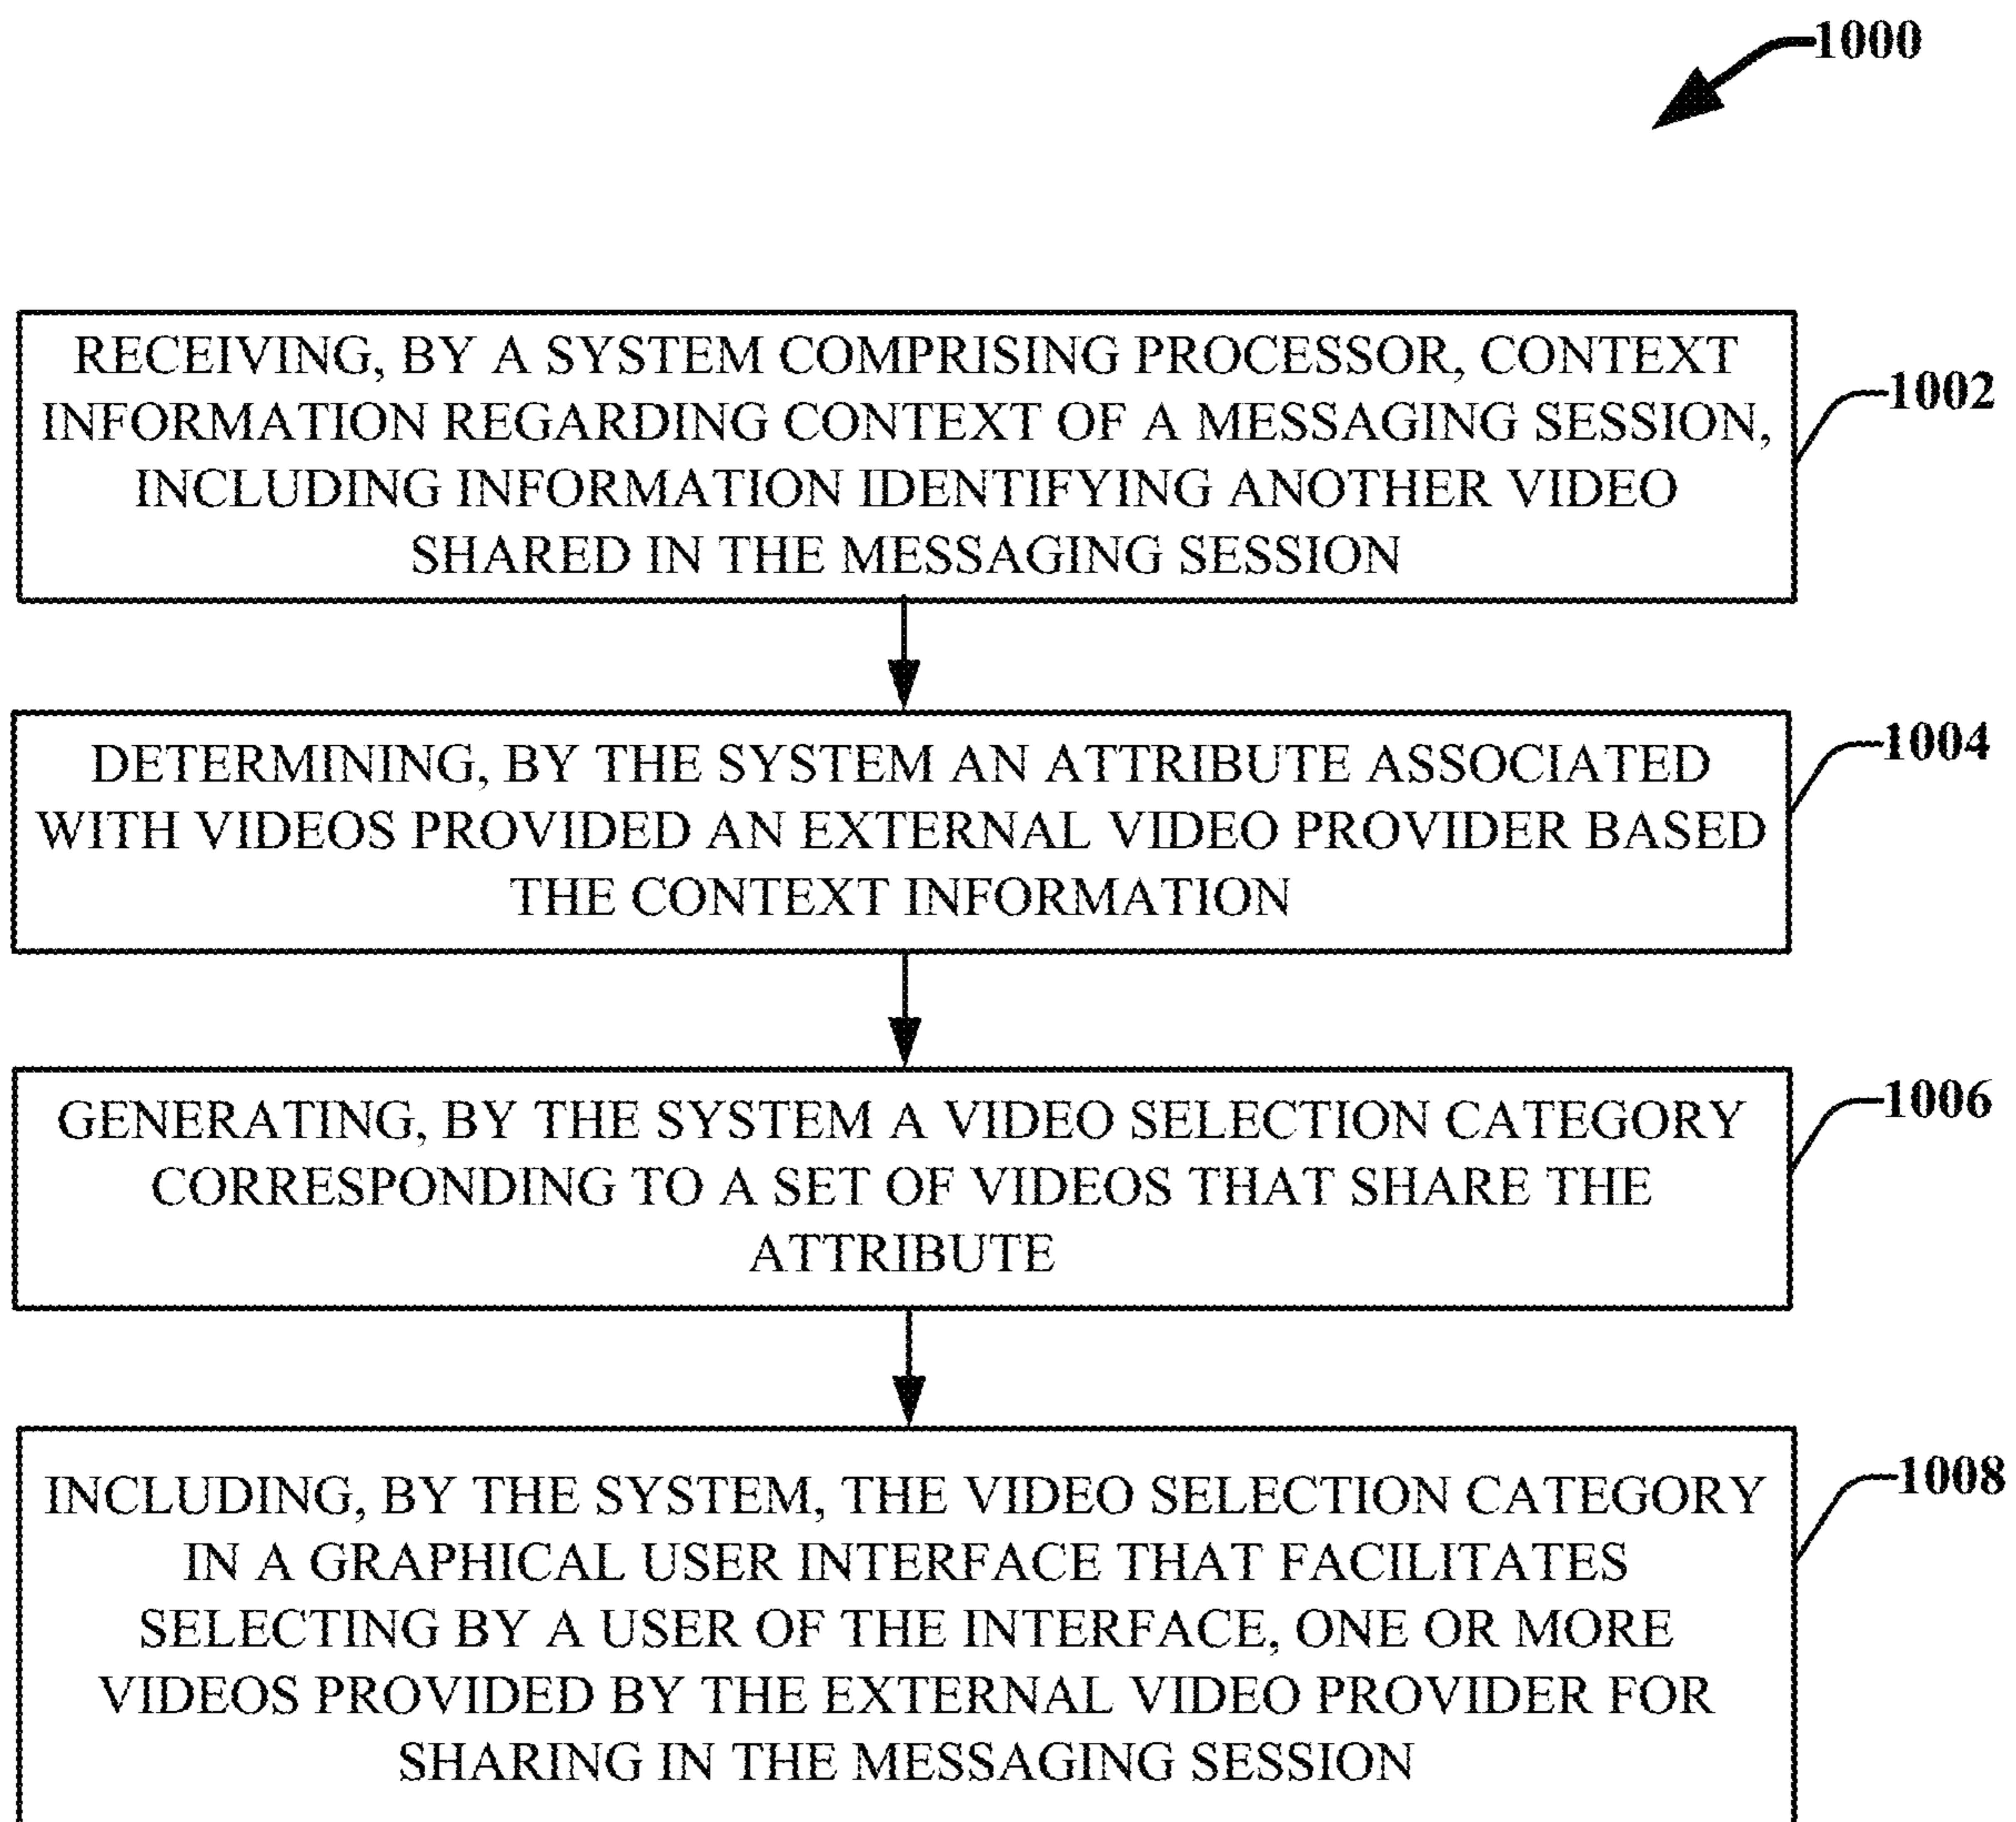 1000
RECEIVING, BY A SYSTEM COMPRISING PROCESSOR, CONTEXT
INFORMATION REGARDING CONTEXT OF A MESSAGING SESSION,
INCLUDING INFORMATION IDENTIFYING ANOTHER VIDEO
SHARED IN THE MESSAGING SESSION
1002
DETERMINING, BY THE SYSTEM AN ATTRIBUTE ASSOCIATED
WITH VIDEOS PROVIDED AN EXTERNAL VIDEO PROVIDER BASED
THE CONTEXT INFORMATION
1004
GENERATING, BY THE SYSTEM A VIDEO SELECTION CATEGORY
CORRESPONDING TO A SET OF VIDEOS THAT SHARE THE
ATTRIBUTE
1006
INCLUDING, BY THE SYSTEM, THE VIDEO SELECTION CATEGORY
IN A GRAPHICAL USER INTERFACE THAT FACILITATES
SELECTING BY A USER OF THE INTERFACE, ONE OR MORE
VIDEOS PROVIDED BY THE EXTERNAL VIDEO PROVIDER FOR
SHARING IN THE MESSAGING SESSION
1008